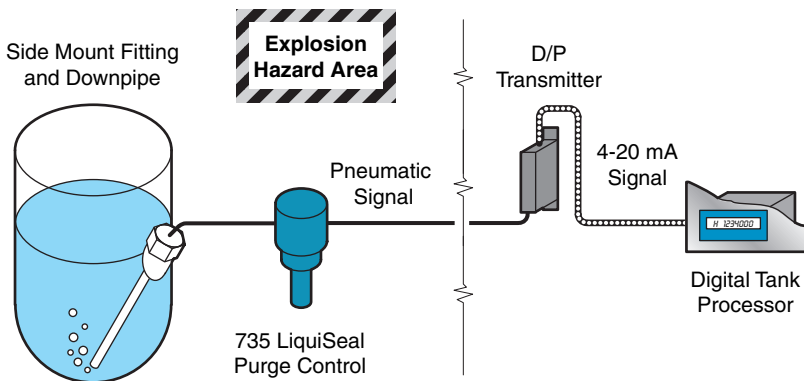 Side Mount Fitting
and Downpipe
Explosion
Hazard Area
D/P
Transmitter
Pneumatic
Signal
4-20 mA
Signal
H 1234000
Digital Tank
Processor
735 LiquiSeal
Purge Control